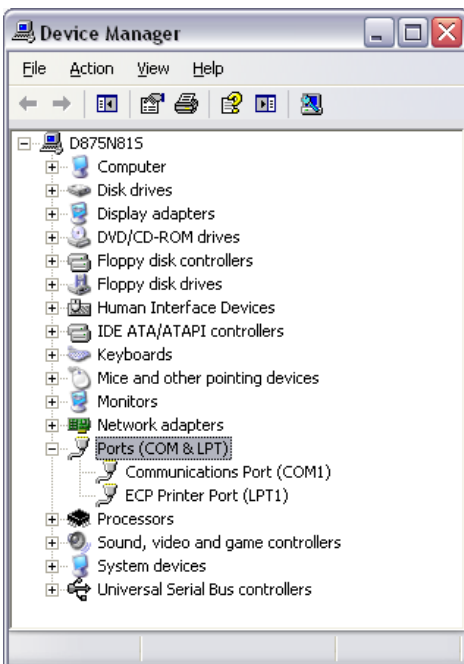 Device Manager
File Action View Help
D875N81S
Computer
Disk drives
Display adapters
DVD/CD-ROM drives
Floppy disk controllers
Floppy disk drives
Human Interface Devices
IDE ATA/ATAPI controllers
Keyboards
Mice and other pointing devices
Monitors
Network adapters
Ports (COM & LPT)
Communications Port (COM1)
ECP Printer Port (LPT1)
Processors
Sound, video and game controllers
System devices
Universal Serial Bus controllers